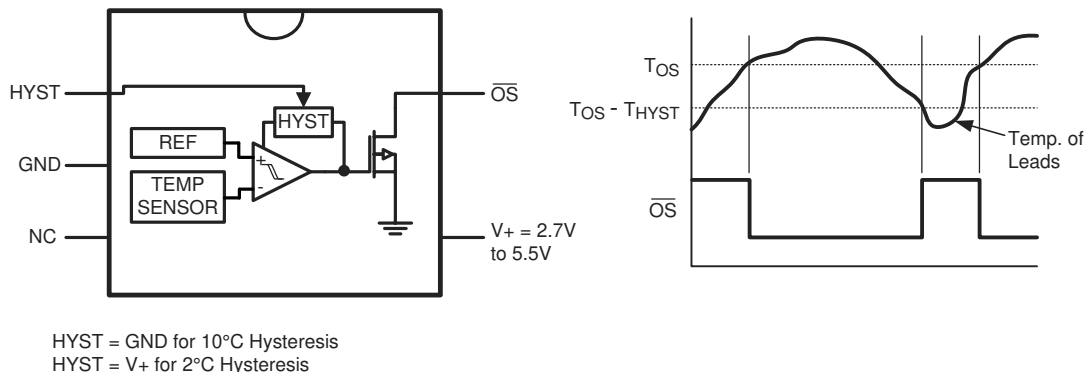 HYST
GND
NC
REF
TEMP
SENSOR
HYST
+
-
OS
V+ = 2.7V
to 5.5V
HYST = GND for 10°C Hysteresis
HYST = V+ for 2°C Hysteresis
TOS
TOS - THYST
Temp. of
Leads
OS